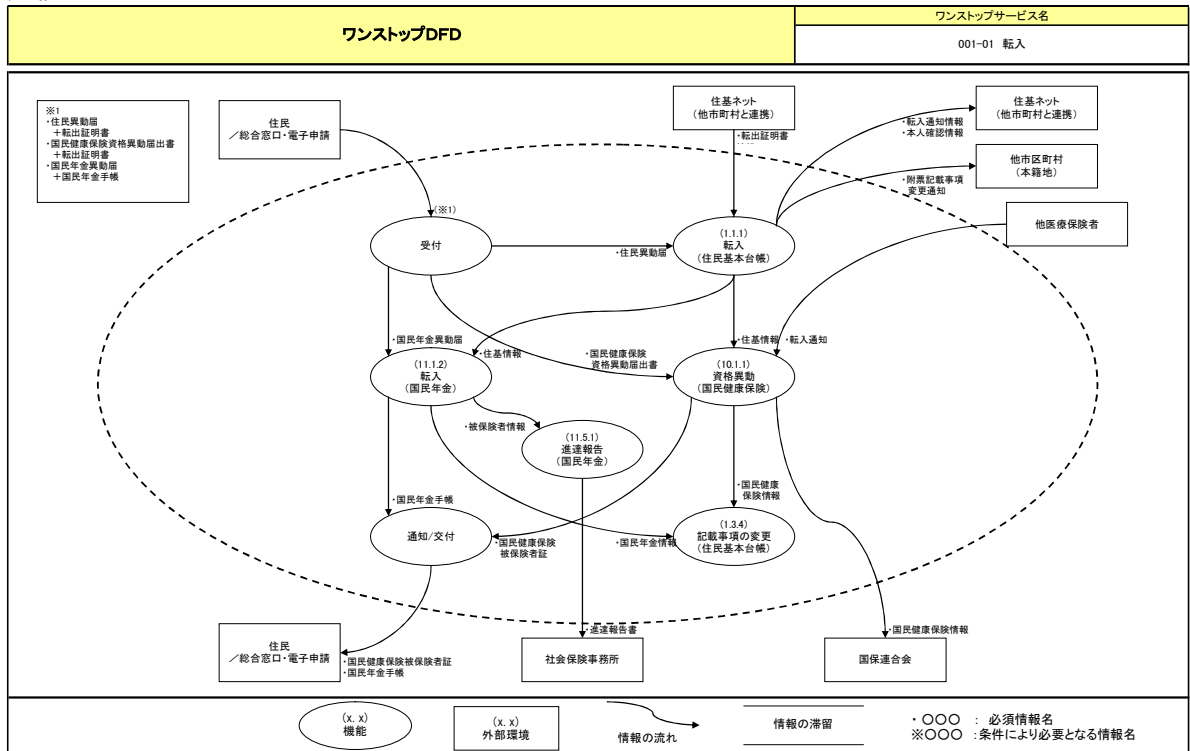 ワンストップDFD
ワンストップサービス名
001-01 転入
※1
・住民異動届
+転出証明書
・国民健康保険資格異動届出書
+転出証明書
・国民年金異動届
+国民年金手帳
住民
/総合窓口・電子申請
住基ネット
(他市町村と連携)
・転出証明書
・転入通知情報
・本人確認情報
住基ネット
(他市町村と連携)
・附票記載事項
変更通知
他市区町村
(本籍地)
他医療保険者
(※1)
受付
・住民異動届
(1.1.1)
転入
(住民基本台帳)
・国民年金異動届
・住基情報
・国民健康保険
資格異動届出書
・住基情報
・転入通知
(11.1.2)
転入
(国民年金)
(10.1.1)
資格異動
(国民健康保険)
・被保険者情報
(11.5.1)
進達報告
(国民年金)
・国民健康
保険情報
・国民年金手帳
通知/交付
・国民健康保険
被保険者証
・国民年金情報
(1.3.4)
記載事項の変更
(住民基本台帳)
住民
/総合窓口・電子申請
・国民健康保険被保険者証
・国民年金手帳
・進達報告書
社会保険事務所
・国民健康保険情報
国保連合会
(x. x)
機能
(x. x)
外部環境
情報の流れ
情報の滞留
・〇〇〇 : 必須情報名
※〇〇〇 :条件により必要となる情報名